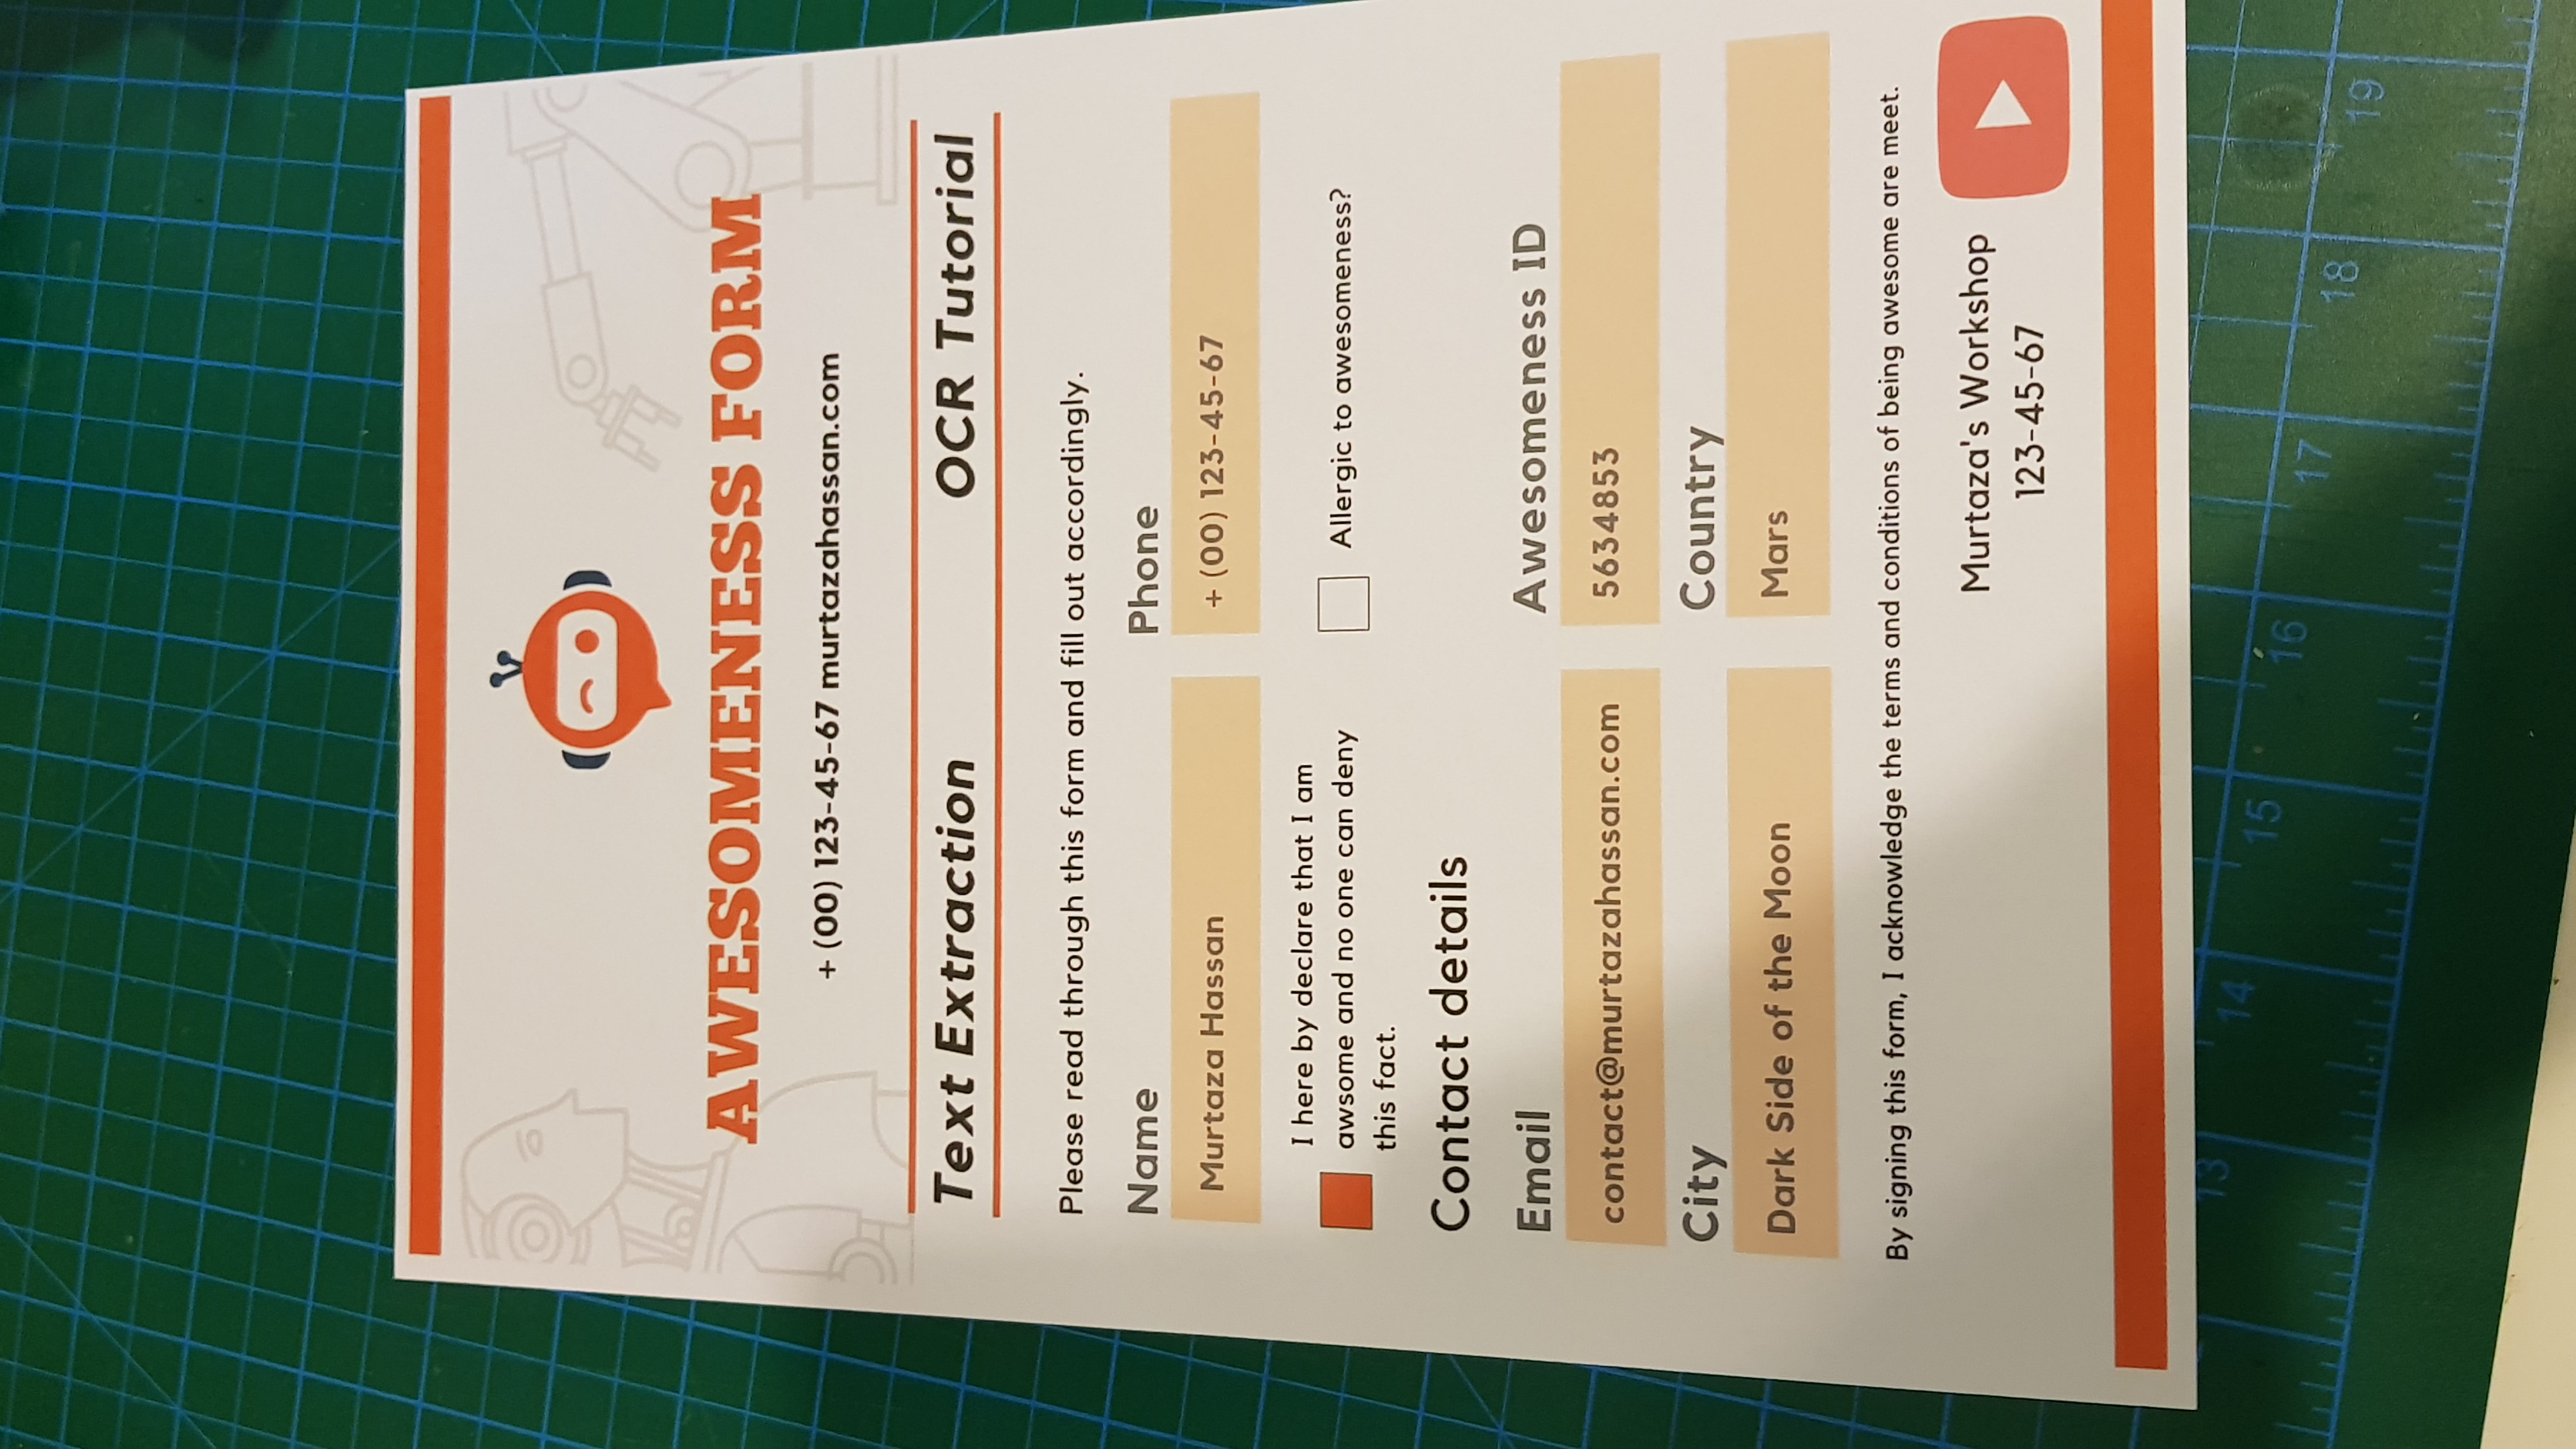 AWESOMENESS FORM
+ (00) 123-45-67 murtazahassan.com
Text Extraction OCR Tutorial
Please read through this form and fill out accordingly.
Name Phone
Murtaza Hassan + (00) 123-45-67
I here by declare that I am
awsome and no one can deny
this fact.
Allergic to awesomeness?
Contact details
Email Awesomeness ID
contact@murtazahassan.com 5634853
City Country
Dark Side of the Moon Mars
By signing this form, I acknowledge the terms and conditions of being awesome are meet.
Murtaza's Workshop
123-45-67
13 14 15 16 17 18 19